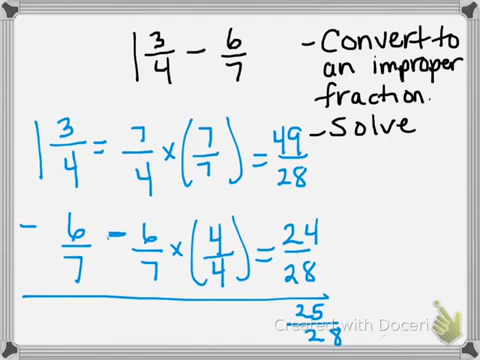 1 3/4 - 6/7
- Convert to
an improper
fraction.
- Solve
1 3/4 = 7/4 × (7/7) = 49/28
- 6/7 - 6/7 × (4/4) = 24/28
25/28
Created with Doceri